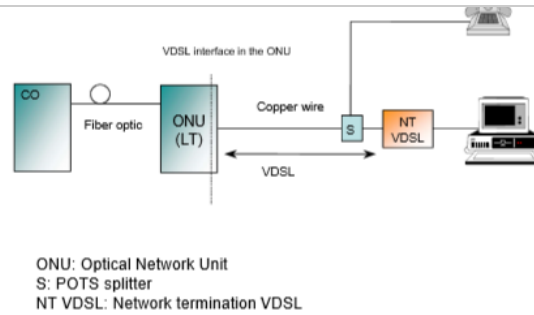 VDSL interface in the ONU
CO
Fiber optic
ONU
(LT)
Copper wire
S
NT
VDSL
VDSL
ONU: Optical Network Unit
S: POTS splitter
NT VDSL: Network termination VDSL